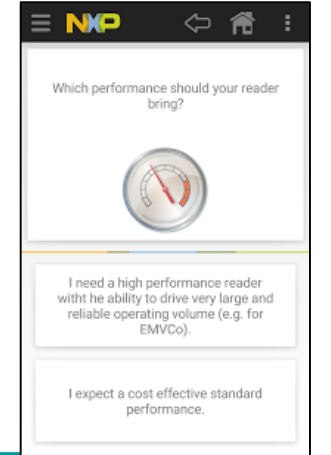 NXP
Which performance should your reader
bring?
I need a high performance reader
witht he ability to drive very large and
reliable operating volume (e.g. for
EMVCo).
I expect a cost effective standard
performance.